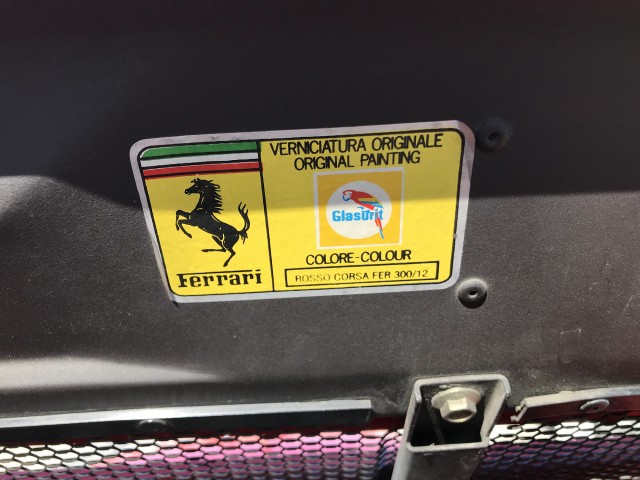 VERNICIATURA ORIGINALE
ORIGINAL PAINTING
Glasurit
COLORE-COLOUR
ROSSO CORSA FER 300/12
Ferrari